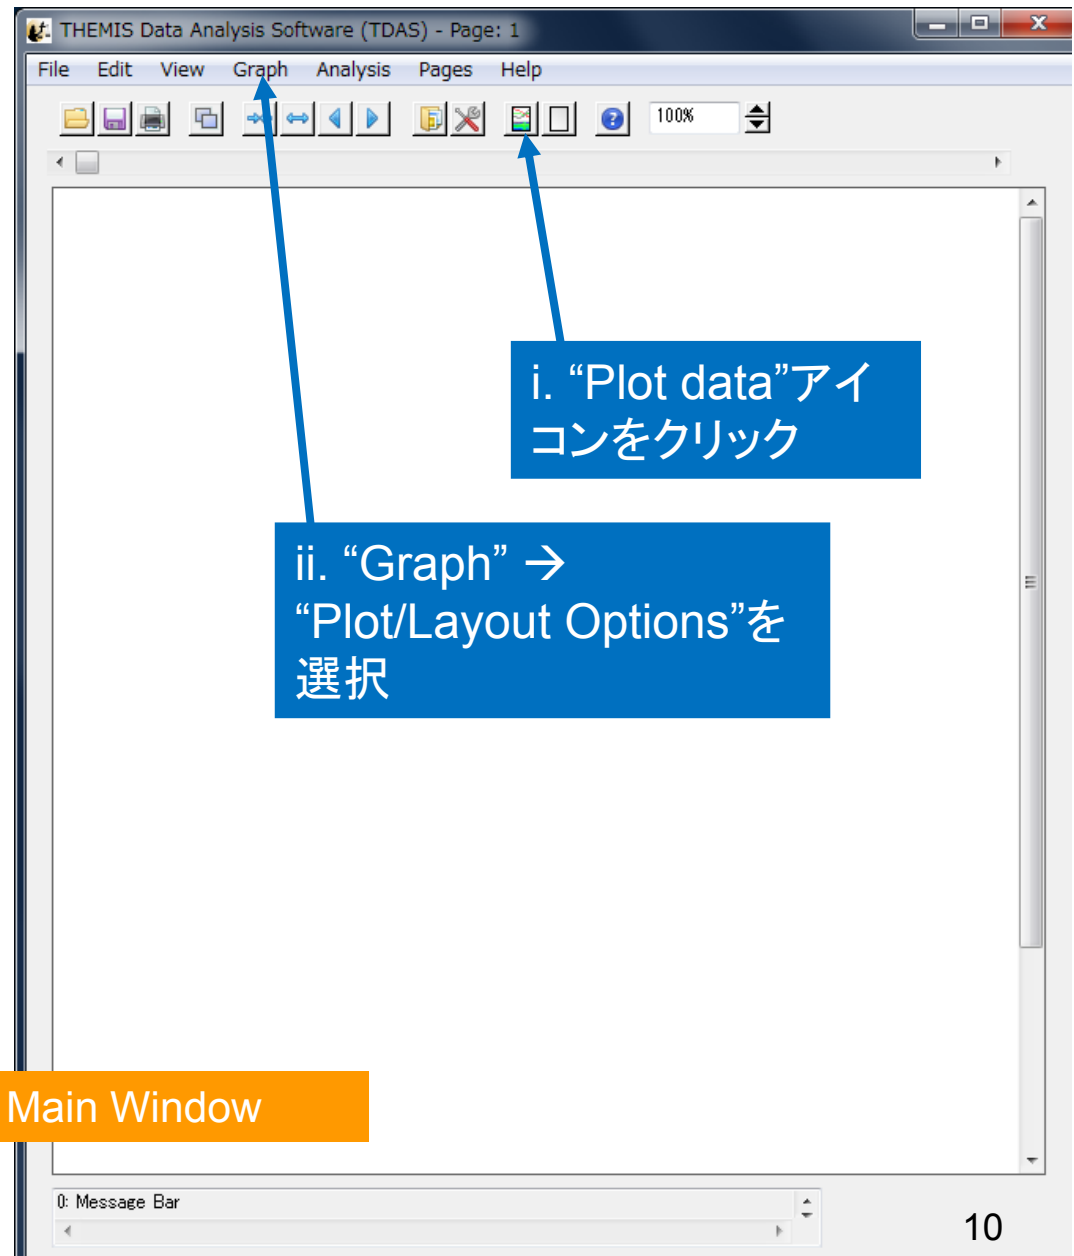 THEMIS Data Analysis Software (TDAS) - Page: 1
File Edit View Graph Analysis Pages Help
100%
i. “Plot data”アイ
コンをクリック
ii. “Graph” →
“Plot/Layout Options”を
選択
Main Window
0: Message Bar
10